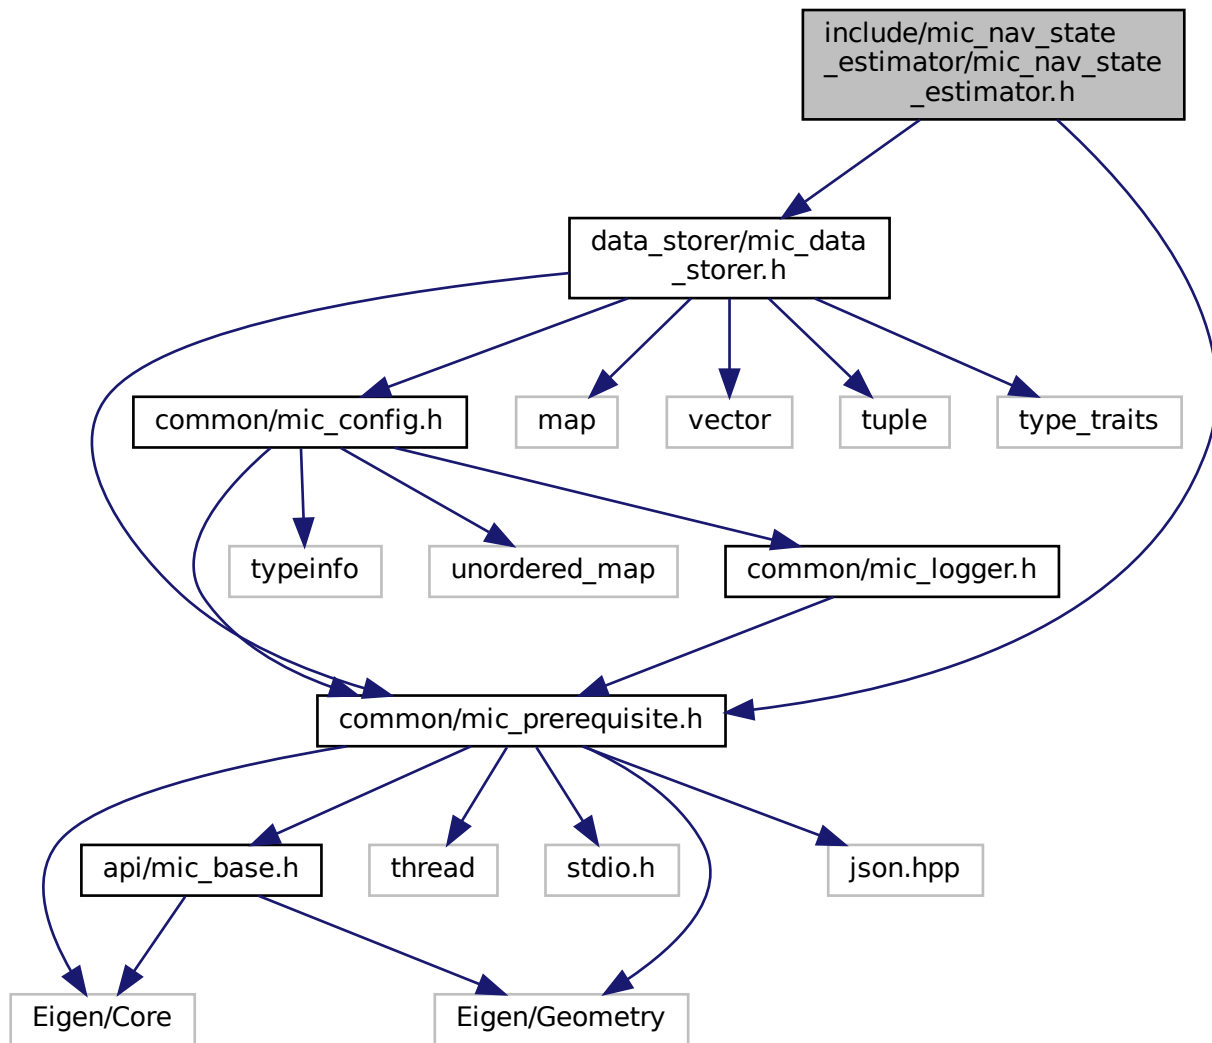 include/mic_nav_state
_estimator/mic_nav_state
_estimator.h
data_storer/mic_data
_storer.h
common/mic_config.h
map
vector
tuple
type_traits
typeinfo
unordered_map
common/mic_logger.h
common/mic_prerequisite.h
api/mic_base.h
thread
stdio.h
json.hpp
Eigen/Core
Eigen/Geometry